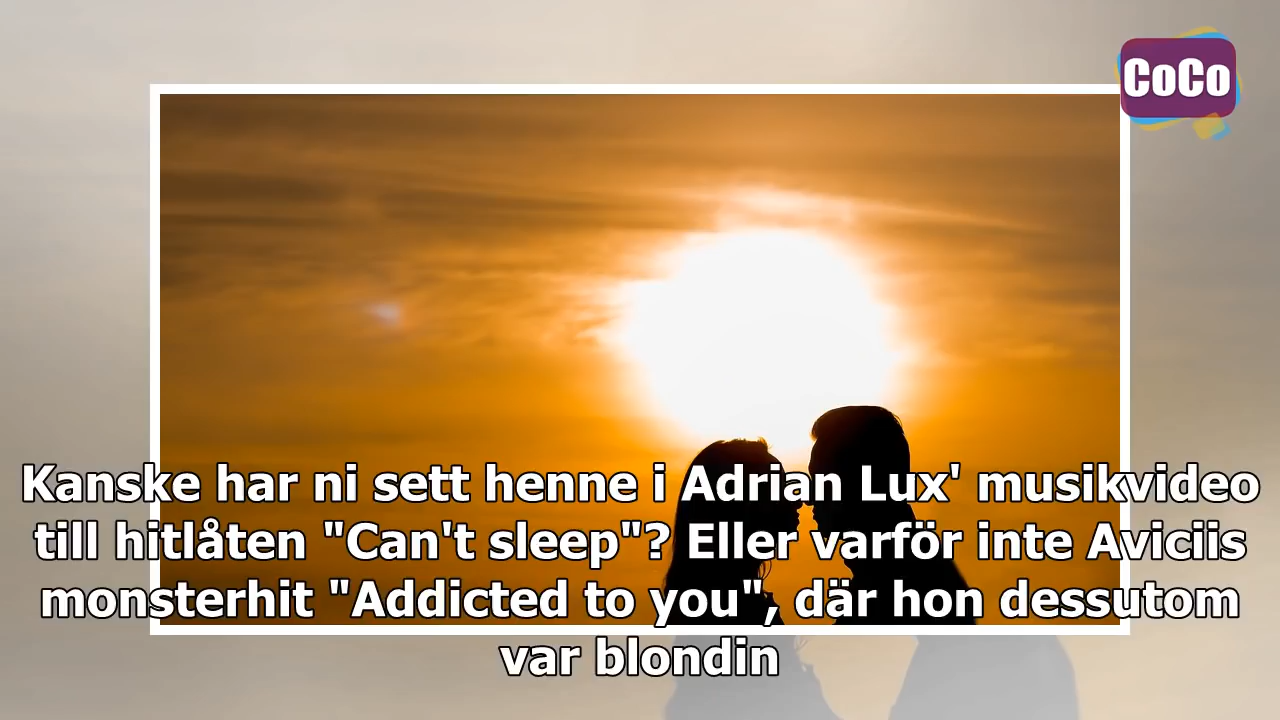 CoCo
Kanske har ni sett henne i Adrian Lux' musikvideo
till hitlåten "Can't sleep"? Eller varför inte Aviciis
monsterhit "Addicted to you", där hon dessutom
var blondin